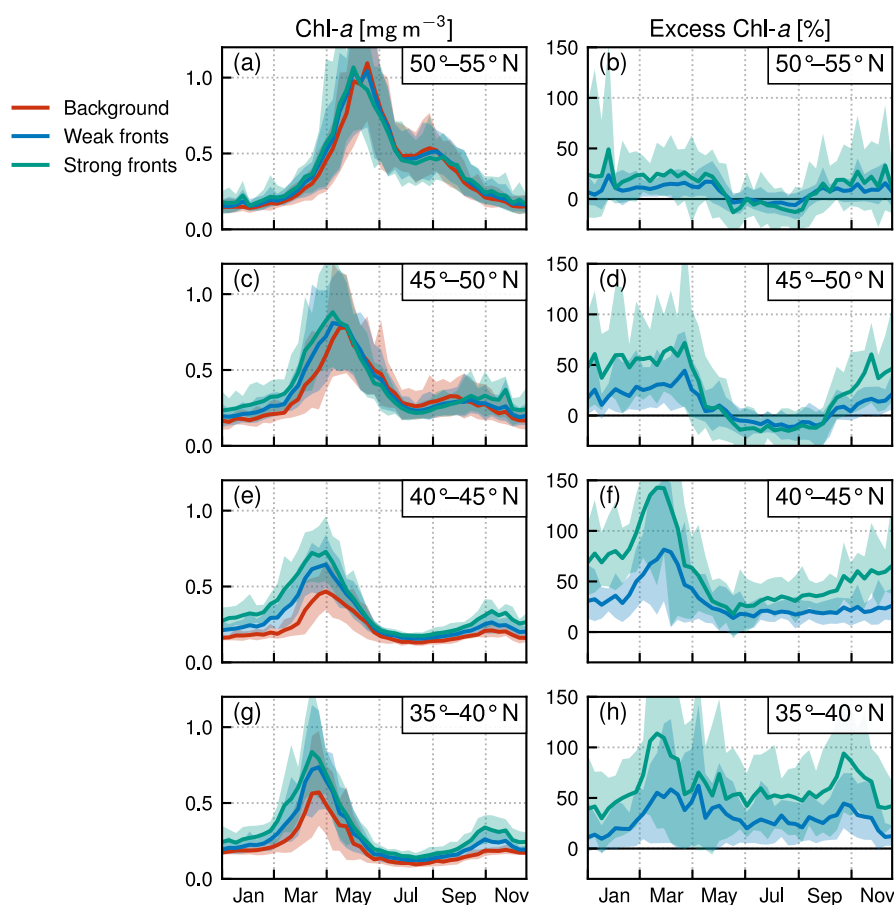 Chl-a [mg m⁻³]
Excess Chl-a [%]
Background
Weak fronts
Strong fronts
(a)
50°–55° N
1.0
0.5
0.0
(b)
50°–55° N
150
100
50
0
(c)
45°–50° N
1.0
0.5
0.0
(d)
45°–50° N
150
100
50
0
(e)
40°–45° N
1.0
0.5
0.0
(f)
40°–45° N
150
100
50
0
(g)
35°–40° N
1.0
0.5
0.0
(h)
35°–40° N
150
100
50
0
Jan Mar May Jul Sep Nov
Jan Mar May Jul Sep Nov